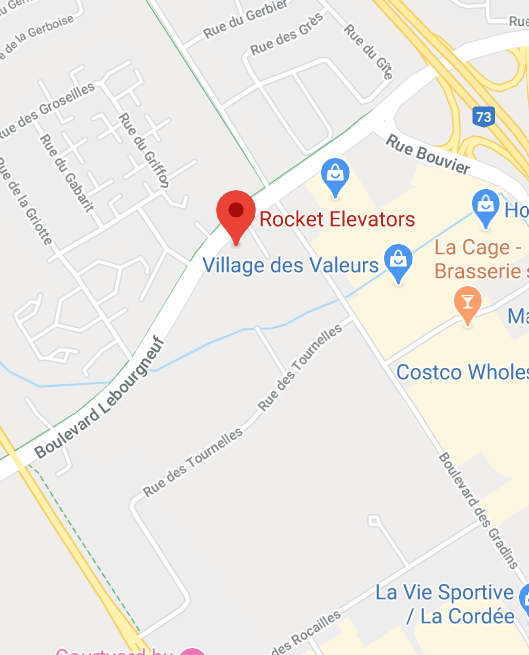 Rue du Gerbier
Rue
de la Gerboise
Rue des Grès
Rue du Gîte
73
Rue des Groseilles
Rue du Griffon
Rue Bouvier
Rue du Gabarit
Rue de la Griotte
Ho
Rocket Elevators
La Cage -
Brasserie s
Village des Valeurs
Ma
Boulevard Lebourgneuf
Rue des Tournelles
Costco Wholes
Rue des Tournelles
Boulevard des Gradins
La Vie Sportive
/ La Cordée
des Rocailles
Courtyard by